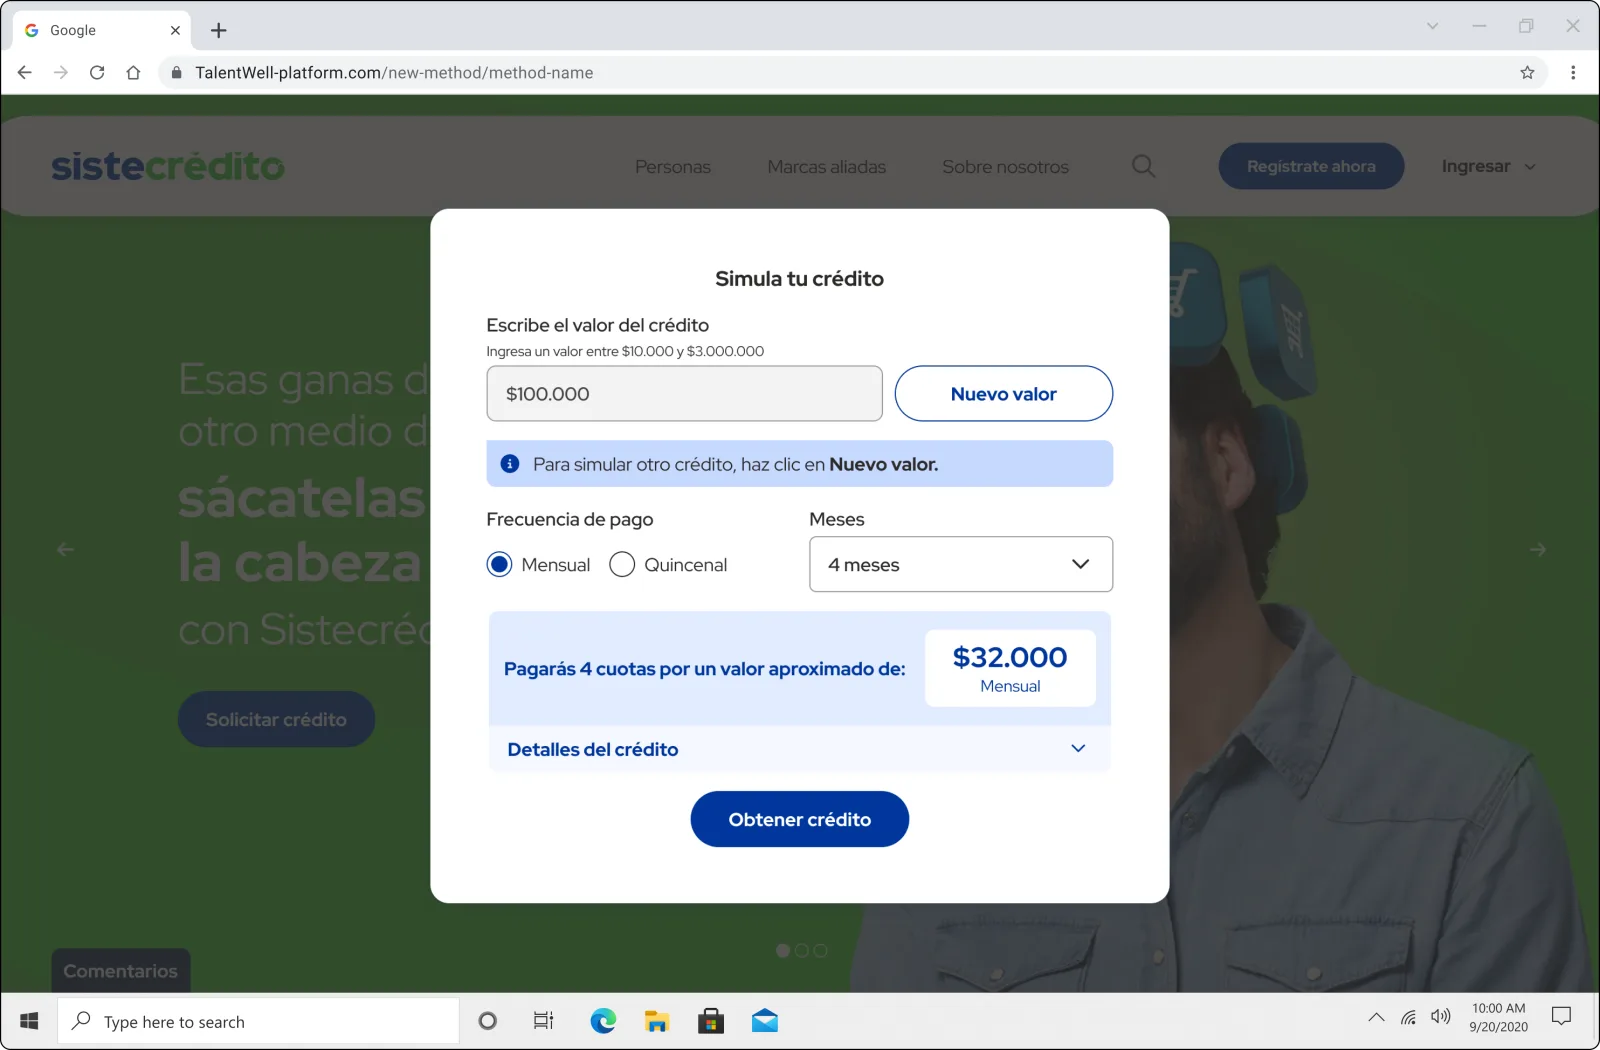 Google
TalentWell-platform.com/new-method/method-name
sistecrédito
Personas
Marcas aliadas
Sobre nosotros
Regístrate ahora
Ingresar
Simula tu crédito
Escribe el valor del crédito
Ingresa un valor entre $10.000 y $3.000.000
$100.000
Nuevo valor
Para simular otro crédito, haz clic en Nuevo valor.
Frecuencia de pago
Meses
Mensual
Quincenal
4 meses
Pagarás 4 cuotas por un valor aproximado de:
$32.000
Mensual
Detalles del crédito
Obtener crédito
Esas ganas d
otro medio d
sácatelas
la cabeza
con Sistecréd
Solicitar crédito
Comentarios
Type here to search
10:00 AM
9/20/2020